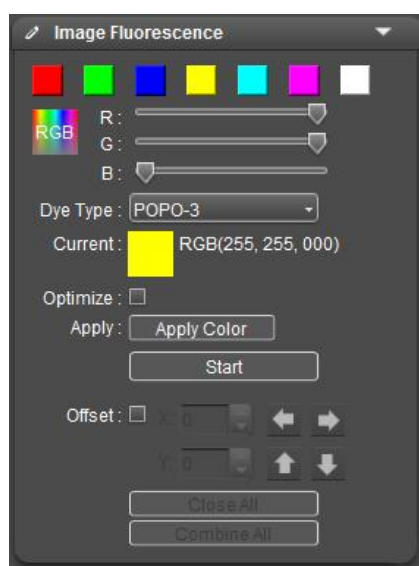 Image Fluorescence
RGB
R :
G :
B :
Dye Type : POPO-3
Current : RGB(255, 255, 000)
Optimize :
Apply : Apply Color
Start
Offset : X: 0
Y: 0
Close All
Combine All